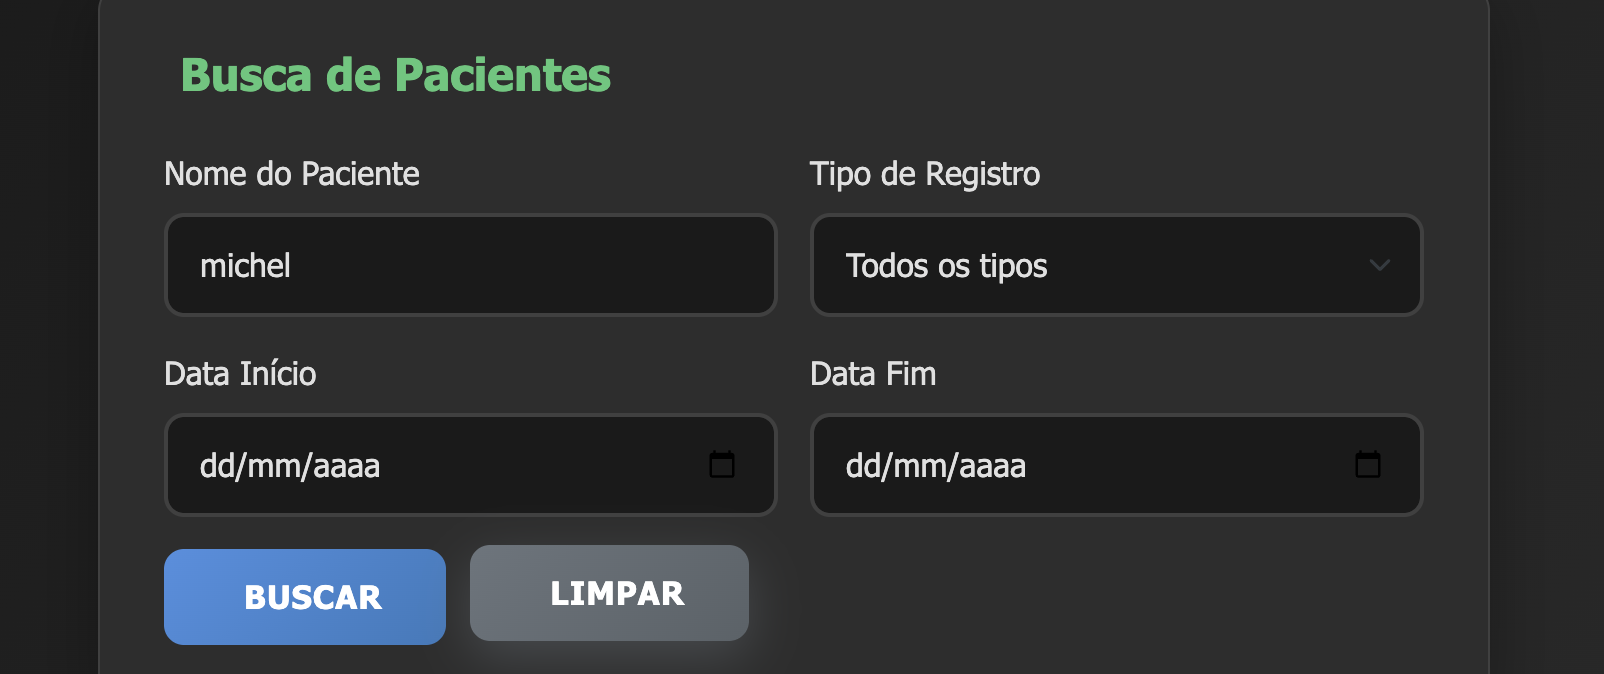 Busca de Pacientes
Nome do Paciente
Tipo de Registro
michel
Todos os tipos
Data Início
Data Fim
dd/mm/aaaa
dd/mm/aaaa
BUSCAR
LIMPAR